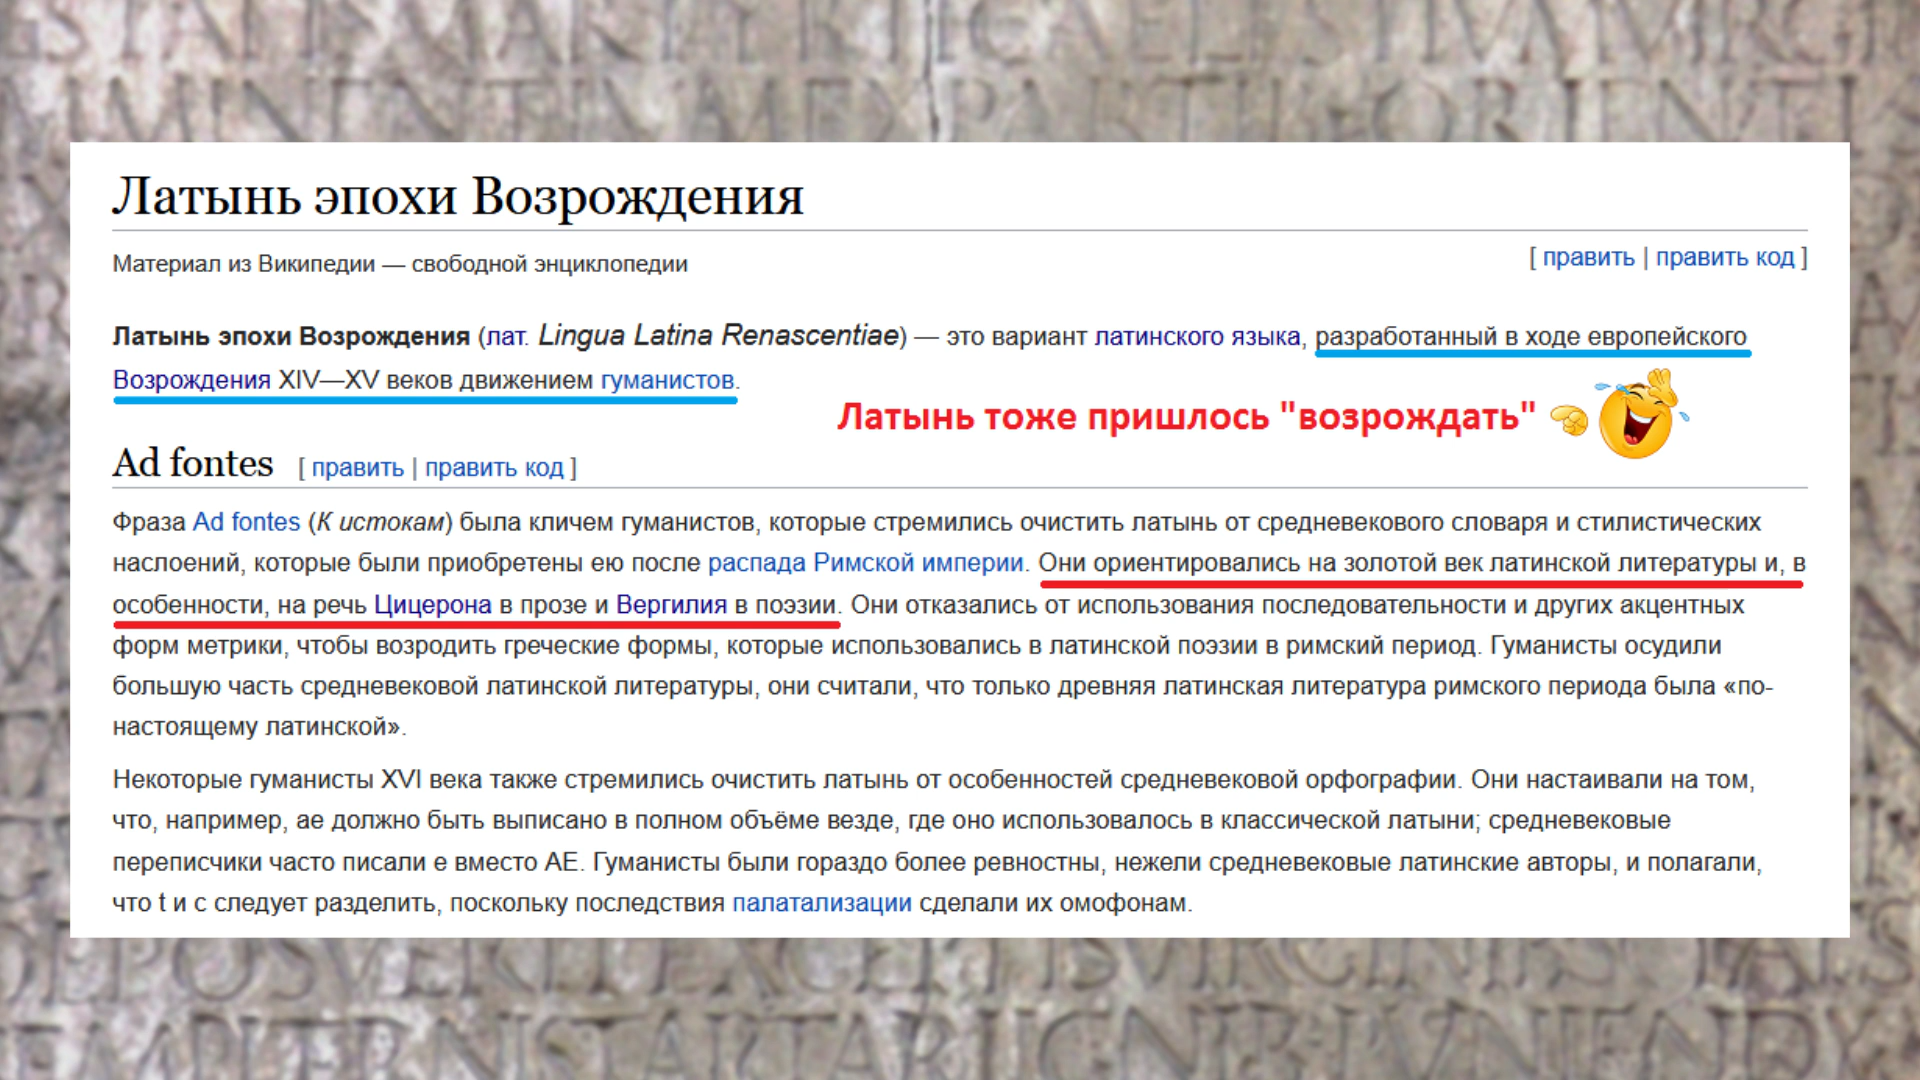 Латынь эпохи Возрождения
Материал из Википедии — свободной энциклопедии
[ править | править код ]
Латынь эпохи Возрождения (лат. Lingua Latina Renascentiae) — это вариант латинского языка, разработанный в ходе европейского
Возрождения XIV—XV веков движением гуманистов.
Латынь тоже пришлось "возрождать"
Ad fontes [ править | править код ]
Фраза Ad fontes (К истокам) была кличем гуманистов, которые стремились очистить латынь от средневекового словаря и стилистических
наслоений, которые были приобретены ею после распада Римской империи. Они ориентировались на золотой век латинской литературы и, в
особенности, на речь Цицерона в прозе и Вергилия в поэзии. Они отказались от использования последовательности и других акцентных
форм метрики, чтобы возродить греческие формы, которые использовались в латинской поэзии в римский период. Гуманисты осудили
большую часть средневековой латинской литературы, они считали, что только древняя латинская литература римского периода была «по-
настоящему латинской».
Некоторые гуманисты XVI века также стремились очистить латынь от особенностей средневековой орфографии. Они настаивали на том,
что, например, ae должно быть выписано в полном объёме везде, где оно использовалось в классической латыни; средневековые
переписчики часто писали e вместо AE. Гуманисты были гораздо более ревностны, нежели средневековые латинские авторы, и полагали,
что t и c следует разделить, поскольку последствия палатализации сделали их омофонам.